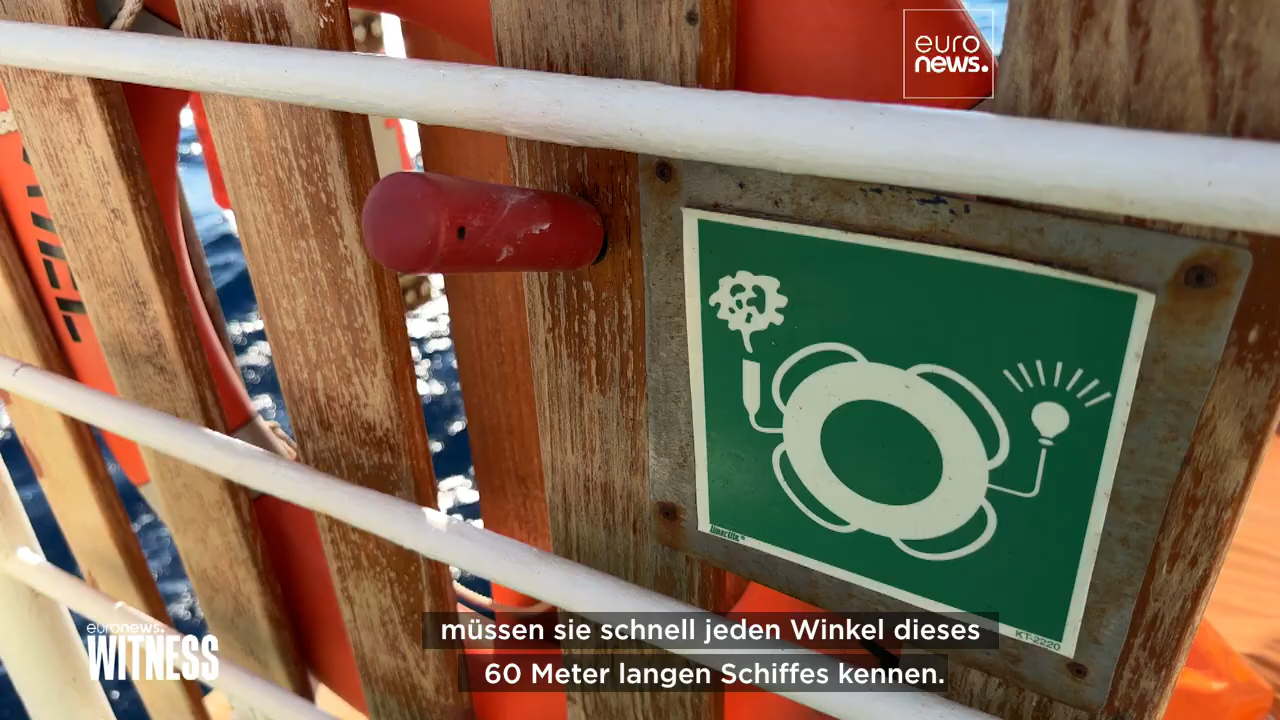 euro
news.
müssen sie schnell jeden Winkel dieses
KT-2220
60 Meter langen Schiffes kennen.
euronews.
WITNESS